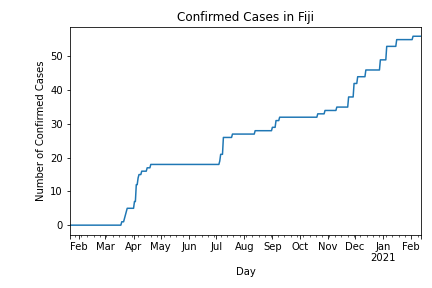 Confirmed Cases in Fiji
Number of Confirmed Cases
50
40
30
20
10
0
Feb Mar Apr May Jun Jul Aug Sep Oct Nov Dec Jan Feb
2021
Day